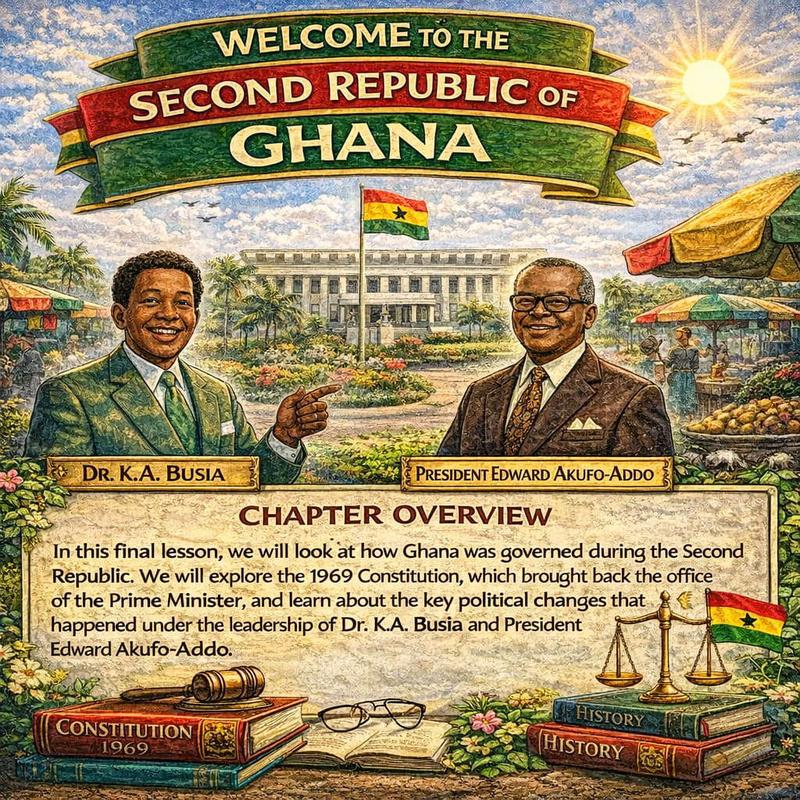 WELCOME TO THE
SECOND REPUBLIC OF
GHANA
DR. K.A. BUSIA
PRESIDENT EDWARD AKUFO-ADDO
CHAPTER OVERVIEW
In this final lesson, we will look at how Ghana was governed during the Second
Republic. We will explore the 1969 Constitution, which brought back the office
of the Prime Minister, and learn about the key political changes that
happened under the leadership of Dr. K.A. Busia and President
Edward Akufo-Addo.
CONSTITUTION
1969
HISTORY
HISTORY